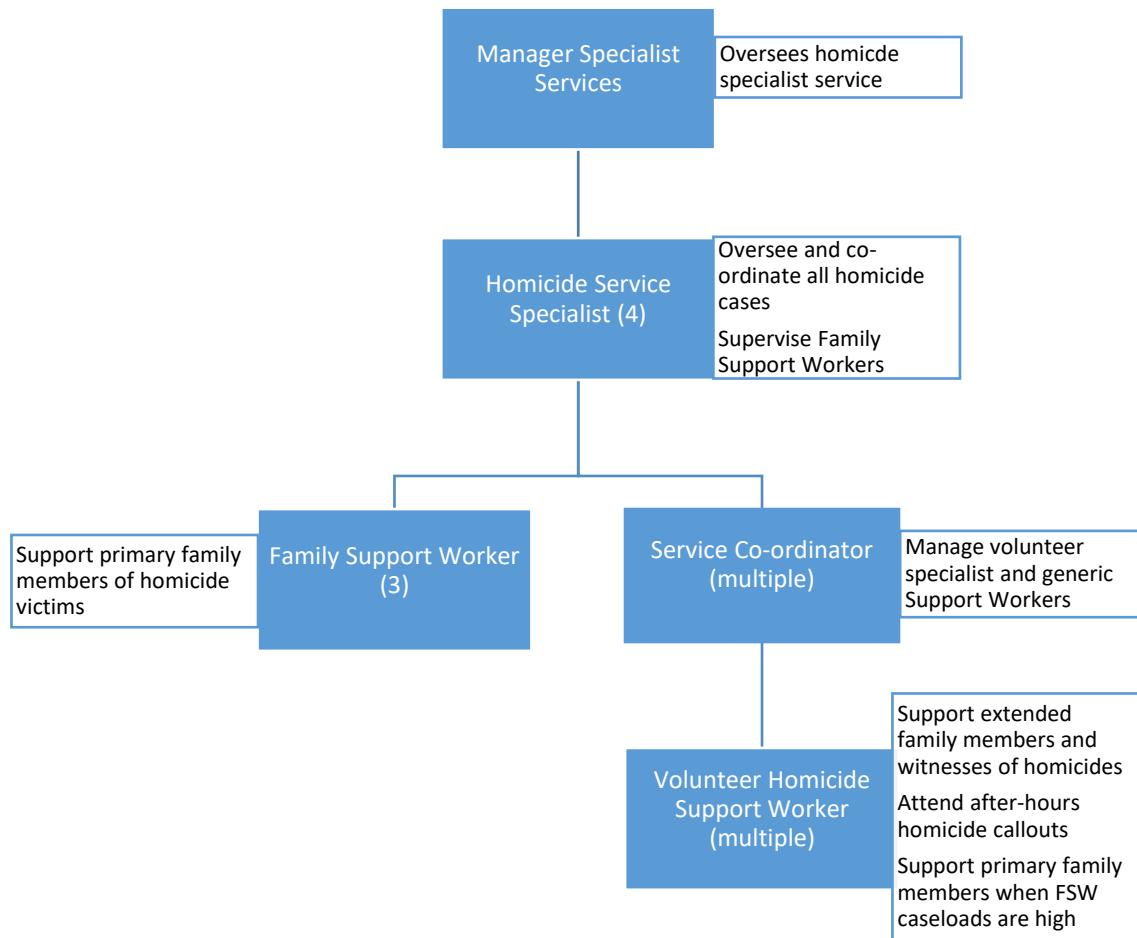 Manager Specialist
Services
Oversees homicde
specialist service
Homicide Service
Specialist (4)
Oversee and co-
ordinate all homicide
cases
Supervise Family
Support Workers
Support primary family
members of homicide
victims
Family Support Worker
(3)
Service Co-ordinator
(multiple)
Manage volunteer
specialist and generic
Support Workers
Volunteer Homicide
Support Worker
(multiple)
Support extended
family members and
witnesses of homicides
Attend after-hours
homicide callouts
Support primary family
members when FSW
caseloads are high